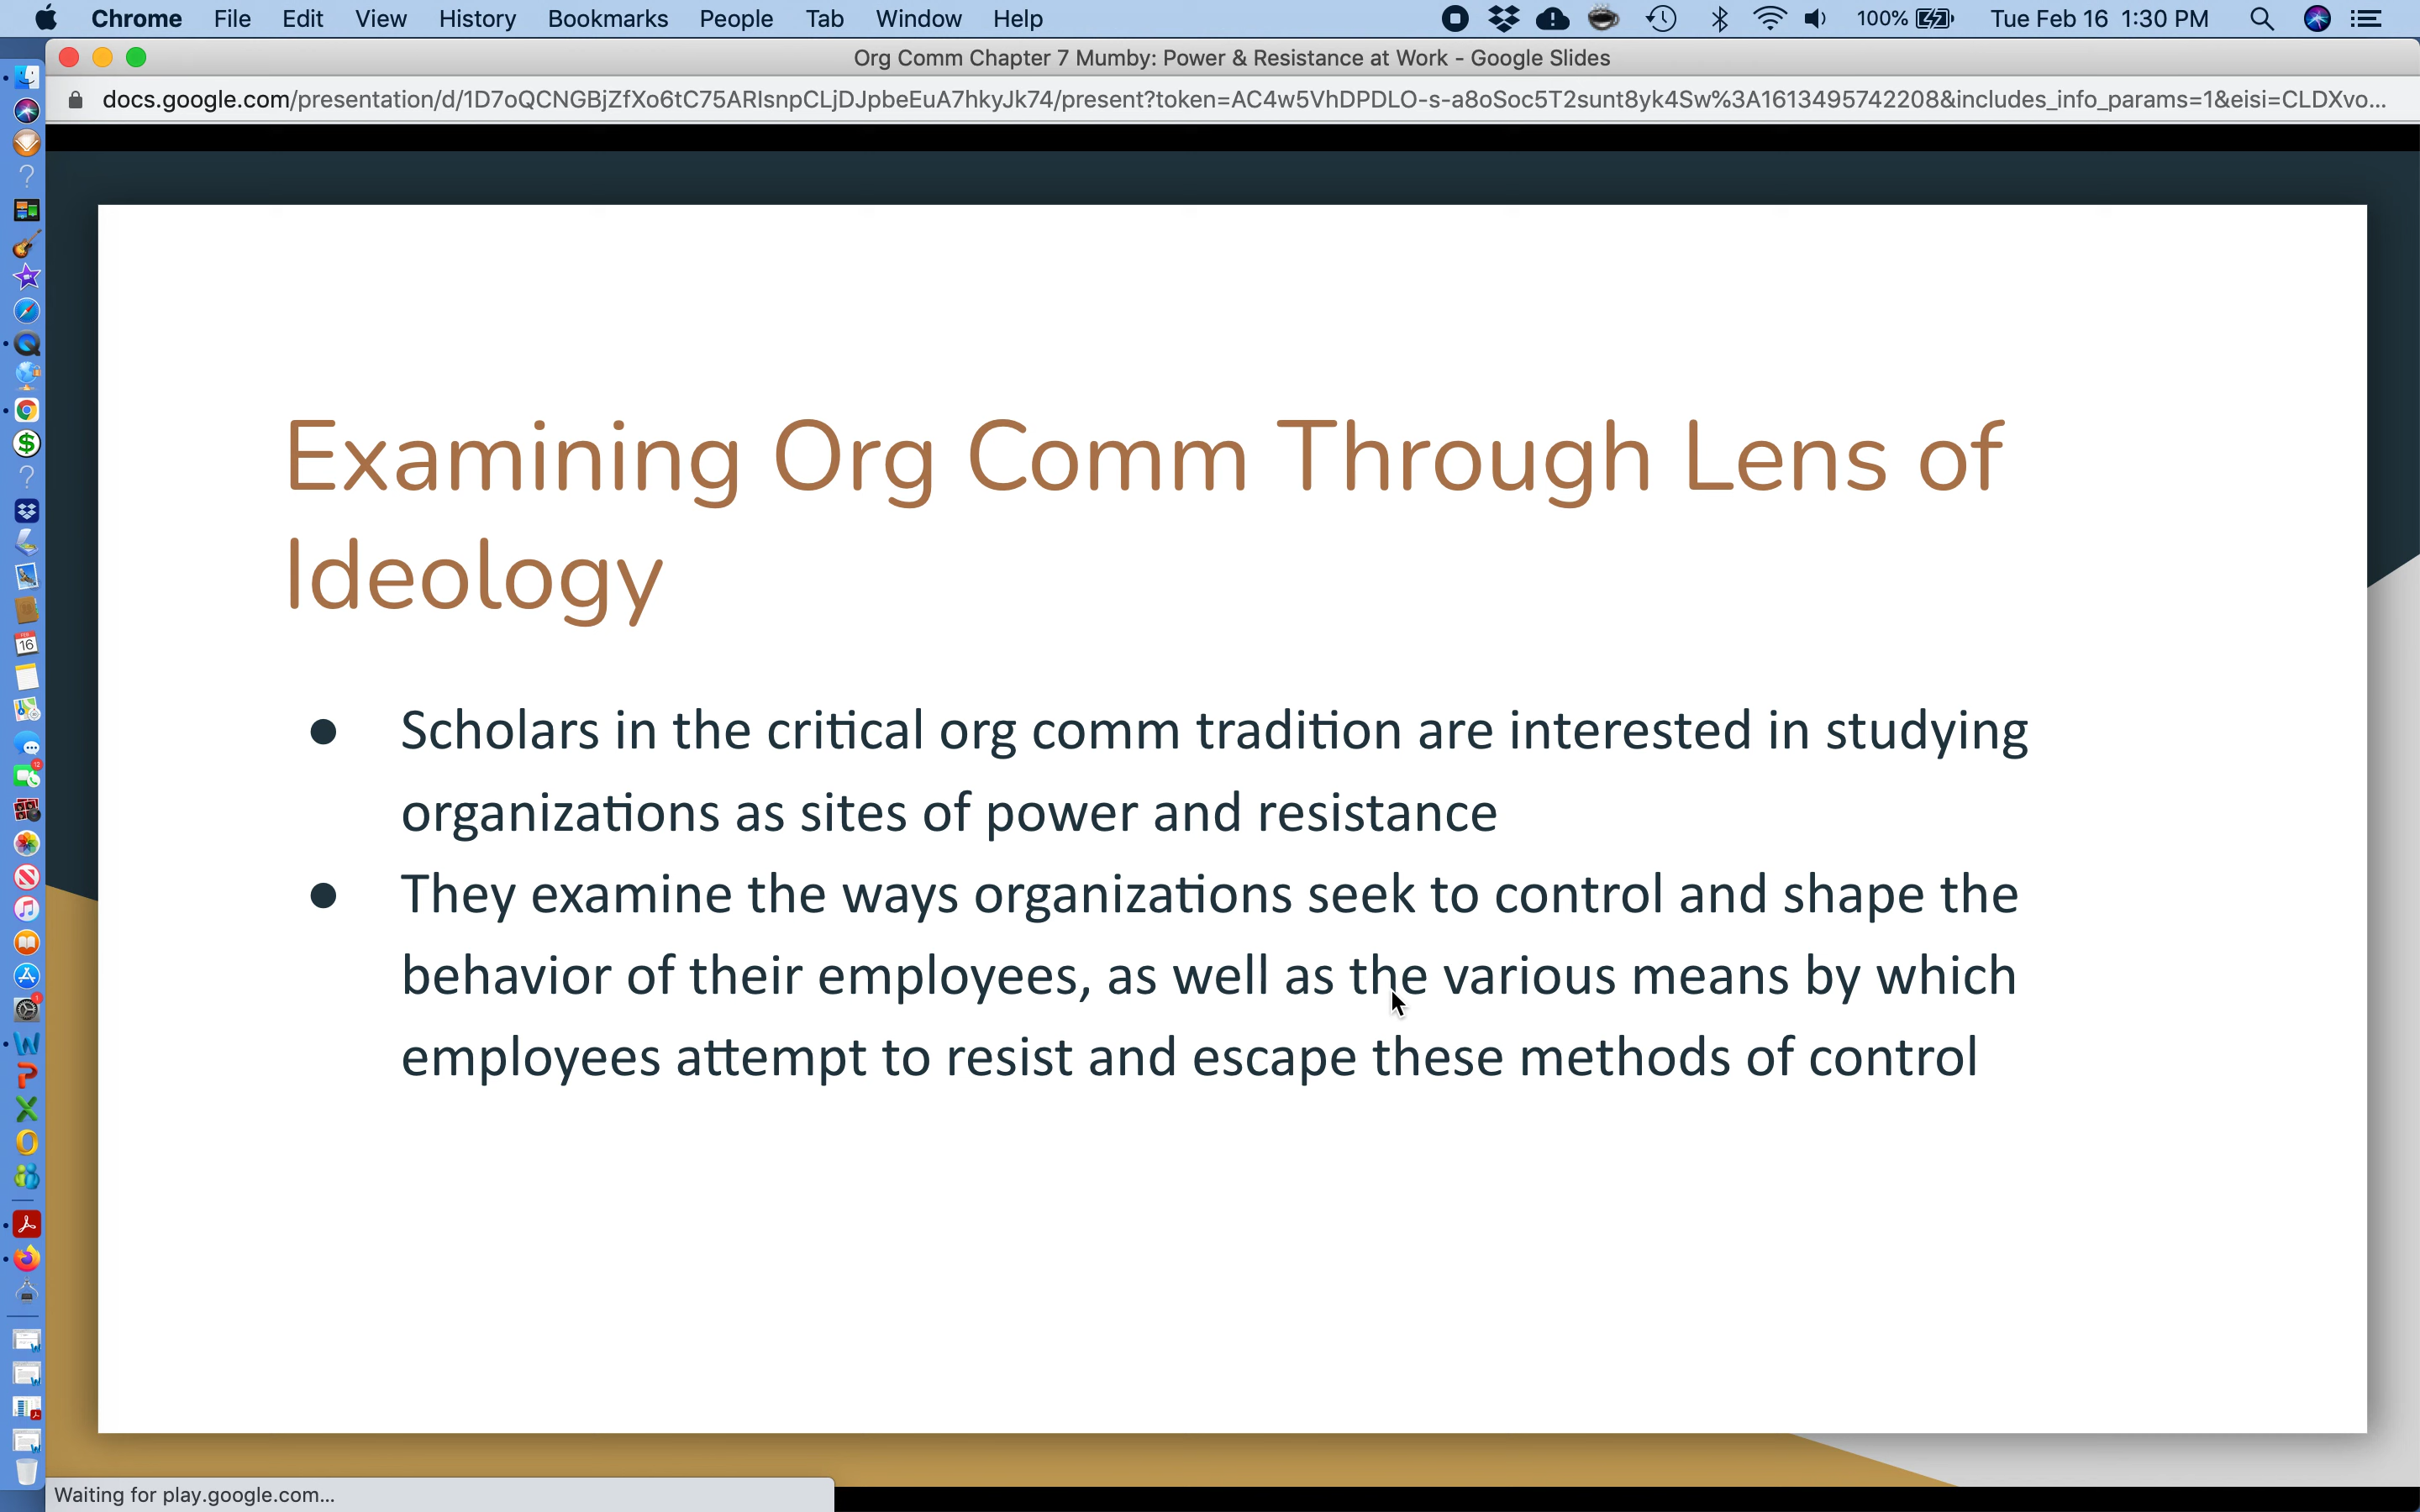 Chrome File Edit View History Bookmarks People Tab Window Help 100% Tue Feb 16 1:30 PM
Org Comm Chapter 7 Mumby: Power & Resistance at Work - Google Slides
docs.google.com/presentation/d/1D7oQCNGBjZfXo6tC75ARIsnpCLjDJpbeEuA7hkyJk74/present?token=AC4w5VhDPDLO-s-a8oSoc5T2sunt8yk4Sw%3A1613495742208&includes_info_params=1&eisi=CLDXvo...
Examining Org Comm Through Lens of
Ideology
● Scholars in the critical org comm tradition are interested in studying
organizations as sites of power and resistance
● They examine the ways organizations seek to control and shape the
behavior of their employees, as well as the various means by which
employees attempt to resist and escape these methods of control
Waiting for play.google.com...